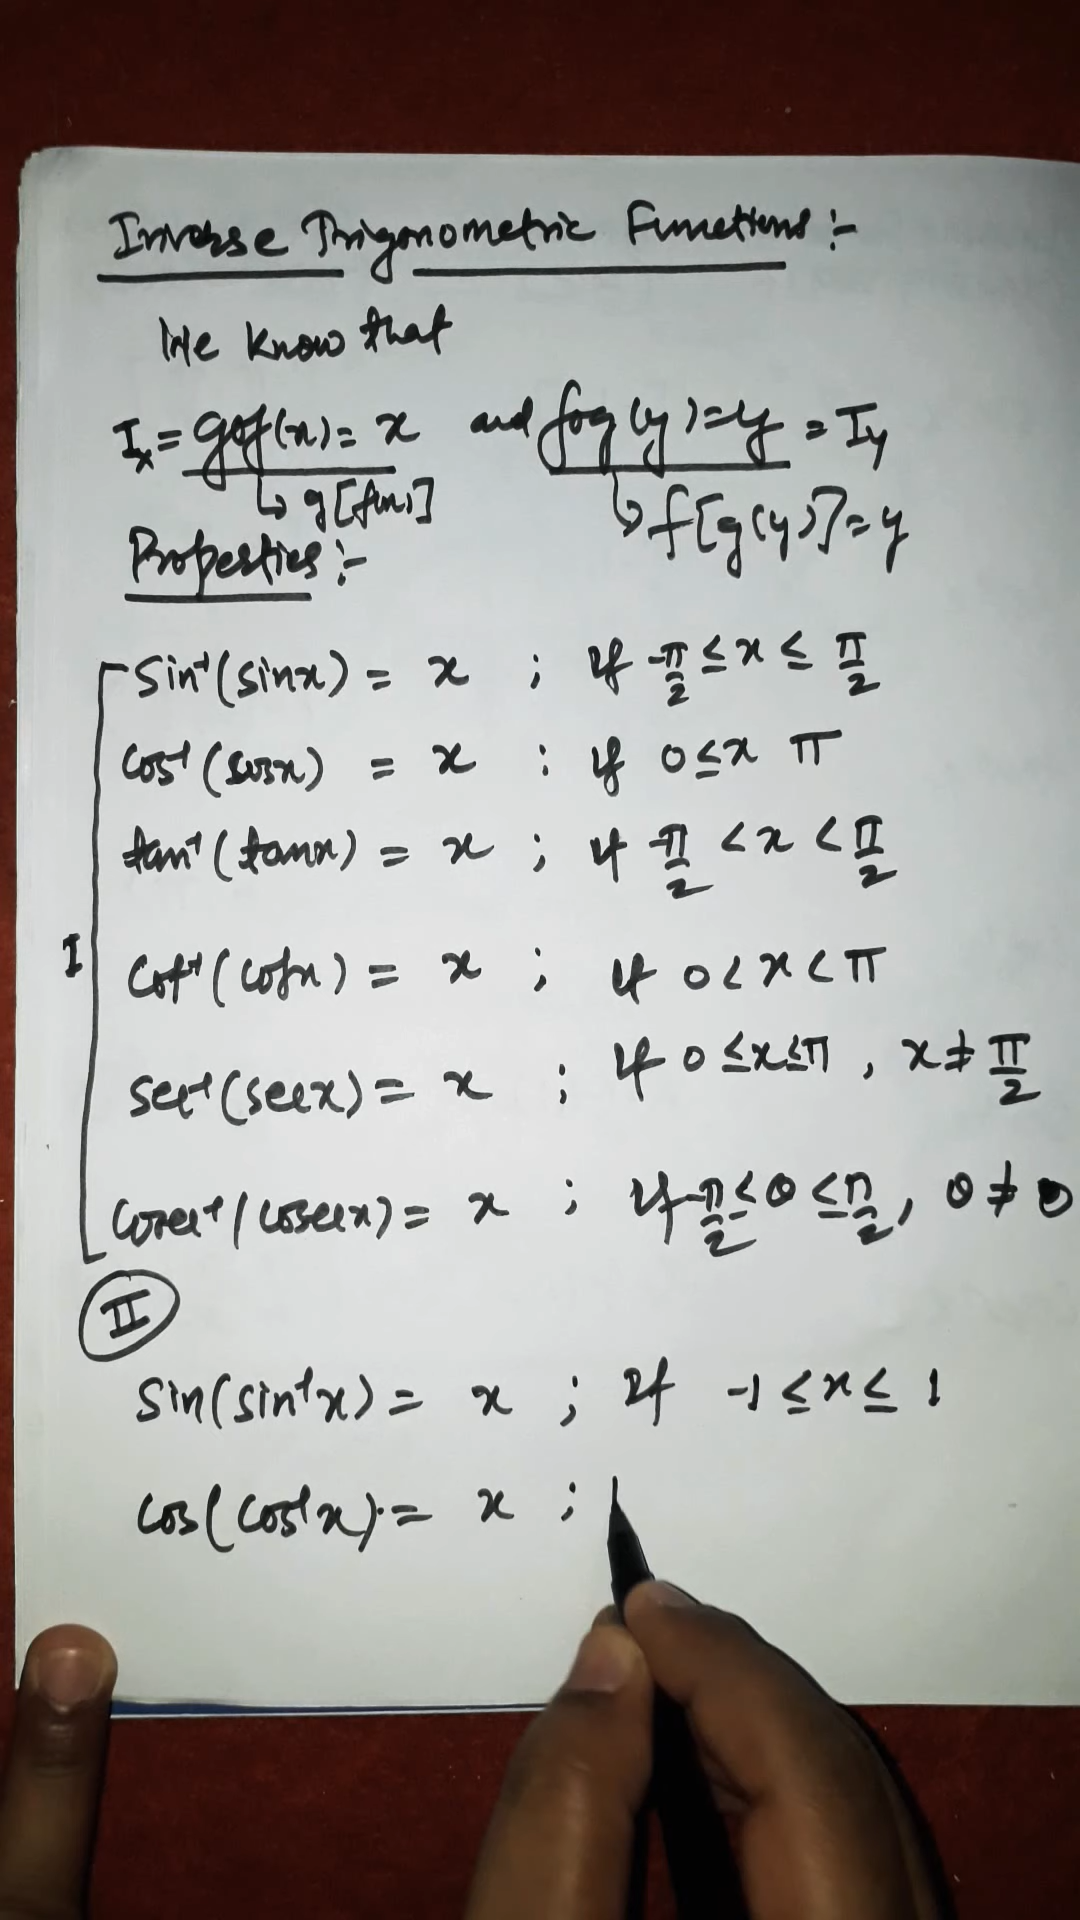 Inverse Trigonometric Functions :-
We know that
Iₓ = gof(x) = x and fog(y) = y = Iᵧ
↳ g[f(x)] ↳ f[g(y)] = y
Properties :-
I
Sin⁻¹(sinx) = x ; if -π/2 ≤ x ≤ π/2
Cos⁻¹(cosx) = x ; if 0 ≤ x π
tan⁻¹(tanx) = x ; if -π/2 < x < π/2
Cot⁻¹(cotx) = x ; if 0 < x < π
Sec⁻¹(secx) = x ; if 0 ≤ x ≤ π , x ≠ π/2
Cosec⁻¹(cosecx) = x ; if -π/2 ≤ θ ≤ π/2, θ ≠ 0
II
Sin(sin⁻¹x) = x ; if -1 ≤ x ≤ 1
Cos(Cos⁻¹x) = x ;